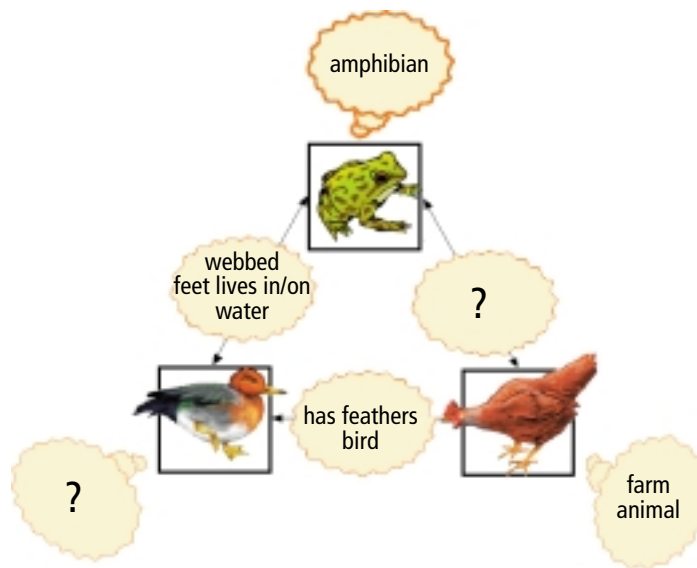 amphibian
webbed
feet lives in/on
water
?
has feathers
bird
?
farm
animal